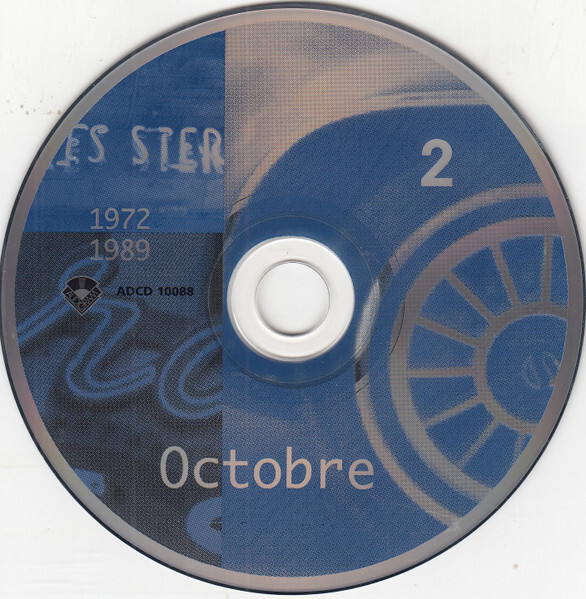 2
ES STER
1972
1989
ADCD 10088
Octobre